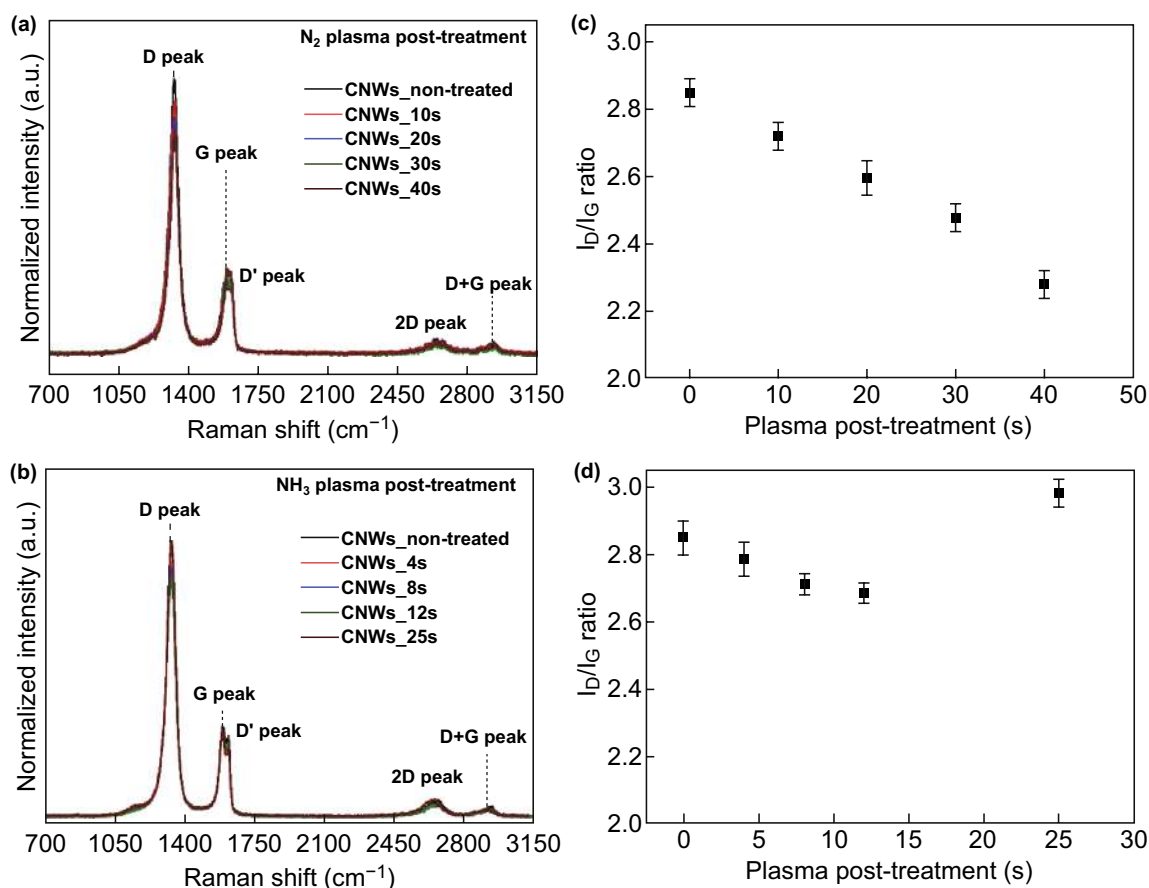 (a)
N₂ plasma post-treatment
D peak
G peak
D' peak
2D peak
D+G peak
CNWs_non-treated
CNWs_10s
CNWs_20s
CNWs_30s
CNWs_40s
Normalized intensity (a.u.)
700 1050 1400 1750 2100 2450 2800 3150
Raman shift (cm⁻¹)
(c)
3.0
2.8
2.6
2.4
2.2
2.0
I_D/I_G ratio
0 10 20 30 40 50
Plasma post-treatment (s)
(b)
NH₃ plasma post-treatment
D peak
G peak
D' peak
2D peak
D+G peak
CNWs_non-treated
CNWs_4s
CNWs_8s
CNWs_12s
CNWs_25s
Normalized intensity (a.u.)
700 1050 1400 1750 2100 2450 2800 3150
Raman shift (cm⁻¹)
(d)
3.0
2.8
2.6
2.4
2.2
2.0
I_D/I_G ratio
0 5 10 15 20 25 30
Plasma post-treatment (s)